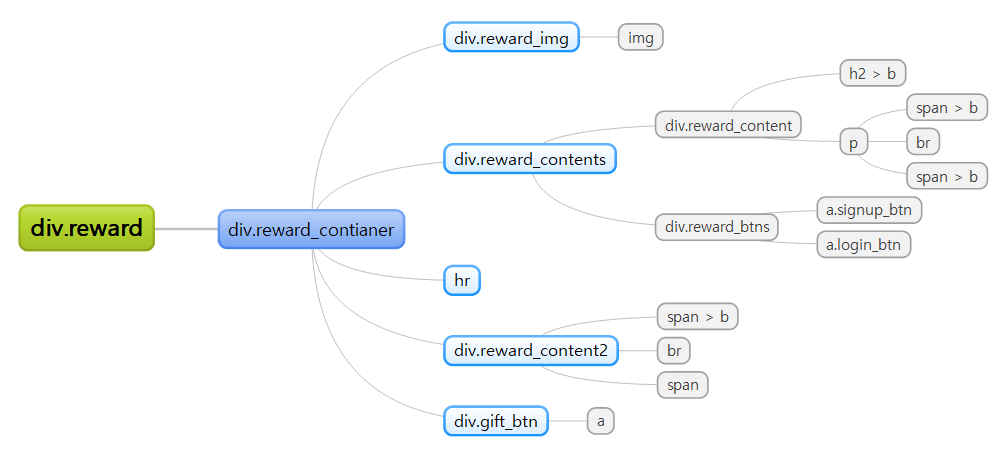 div.reward
div.reward_contianer
div.reward_img
img
div.reward_contents
div.reward_content
h2 > b
p
span > b
br
span > b
div.reward_btns
a.signup_btn
a.login_btn
hr
div.reward_content2
span > b
br
span
div.gift_btn
a